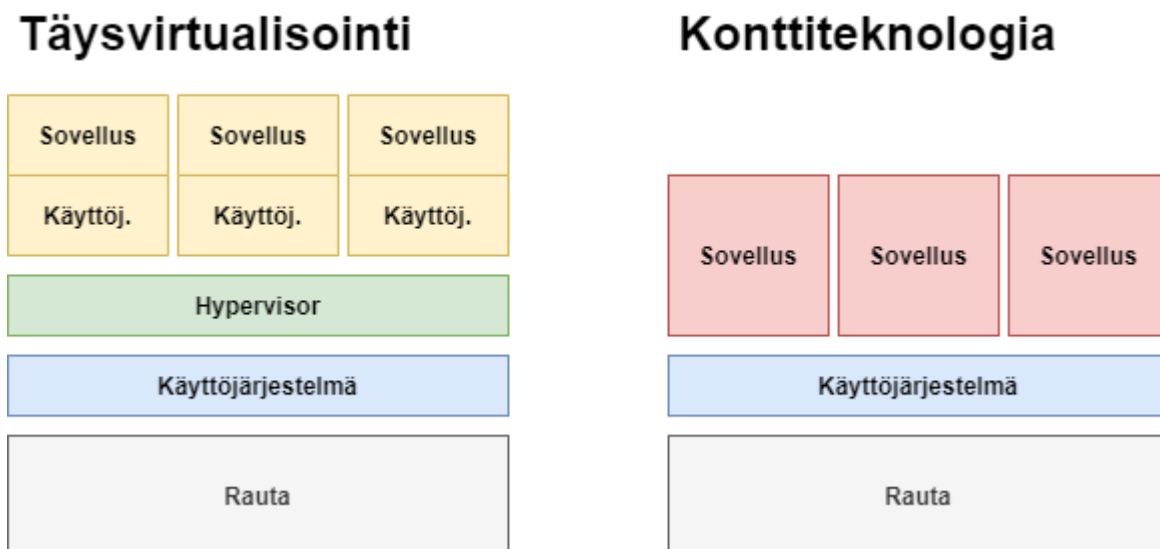 Täysvirtualisointi
Sovellus Sovellus Sovellus
Käyttöj. Käyttöj. Käyttöj.
Hypervisor
Käyttöjärjestelmä
Rauta
Konttiteknologia
Sovellus Sovellus Sovellus
Käyttöjärjestelmä
Rauta